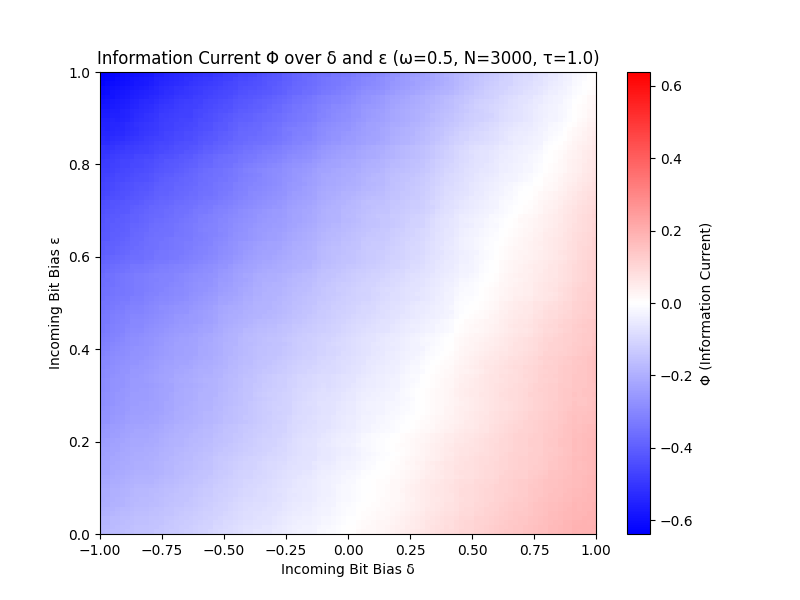 Information Current Φ over δ and ε (ω=0.5, N=3000, τ=1.0)
1.0
0.8
0.6
0.4
0.2
0.0
Incoming Bit Bias ε
−1.00 −0.75 −0.50 −0.25 0.00 0.25 0.50 0.75 1.00
Incoming Bit Bias δ
0.6
0.4
0.2
0.0
−0.2
−0.4
−0.6
Φ (Information Current)